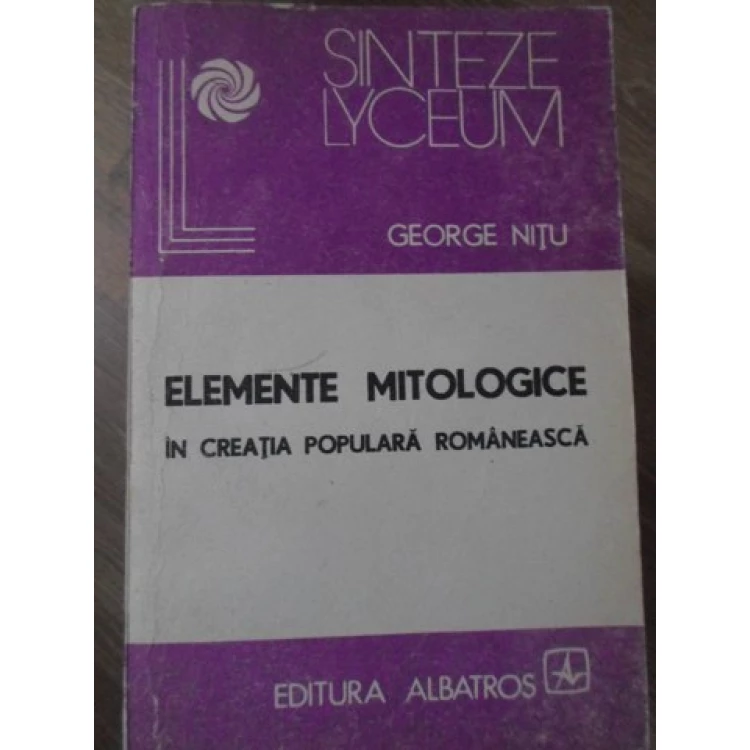 SINTEZE
LYCEUM
GEORGE NIȚU
ELEMENTE MITOLOGICE
ÎN CREAȚIA POPULARĂ ROMÂNEASCĂ
EDITURA ALBATROS